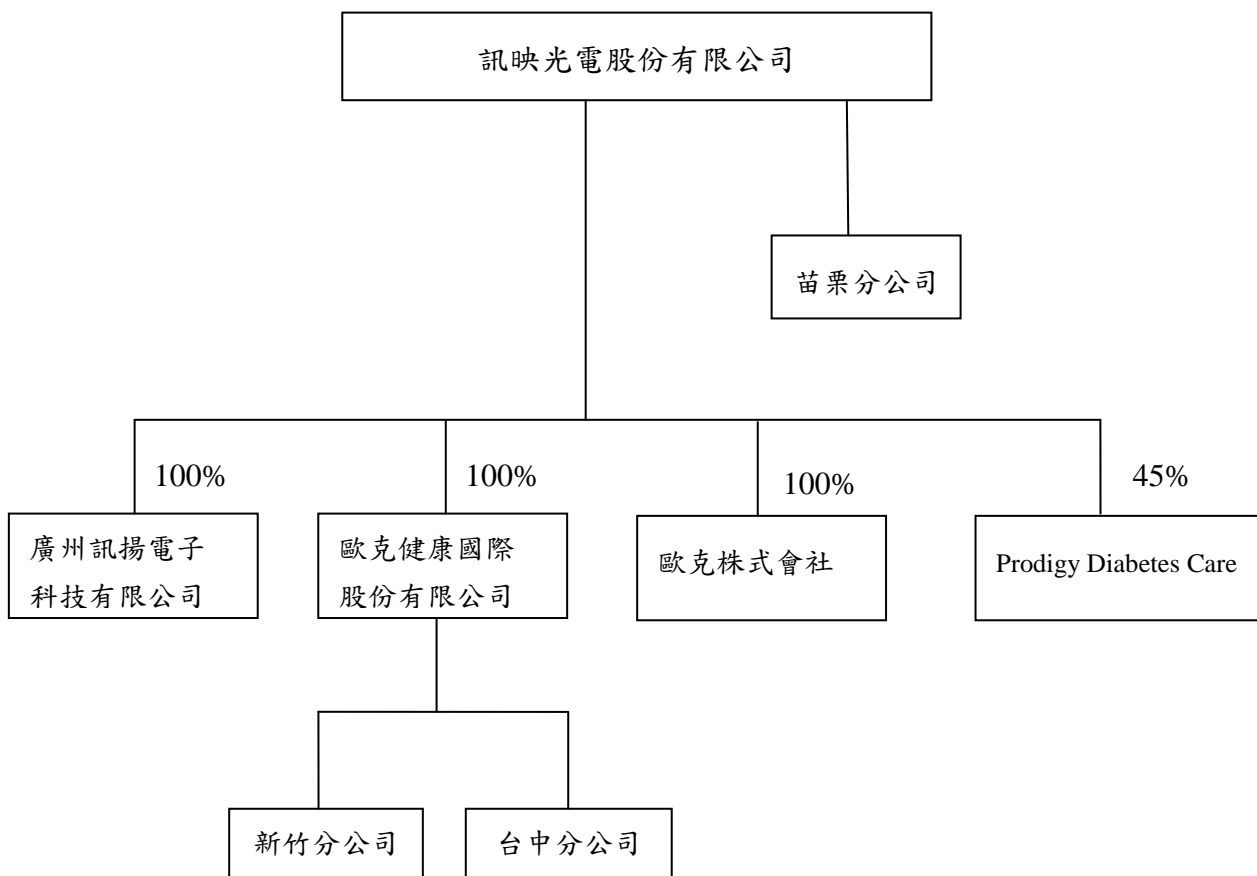 訊映光電股份有限公司
苗栗分公司
100%
100%
100%
45%
廣州訊揚電子
科技有限公司
歐克健康國際
股份有限公司
歐克株式會社
Prodigy Diabetes Care
新竹分公司
台中分公司